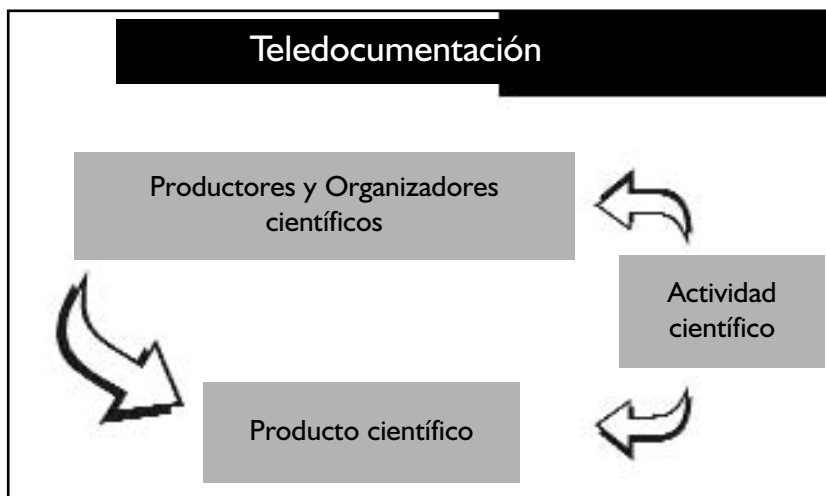 Teledocumentación
Productores y Organizadores
científicos
Actividad
científico
Producto científico